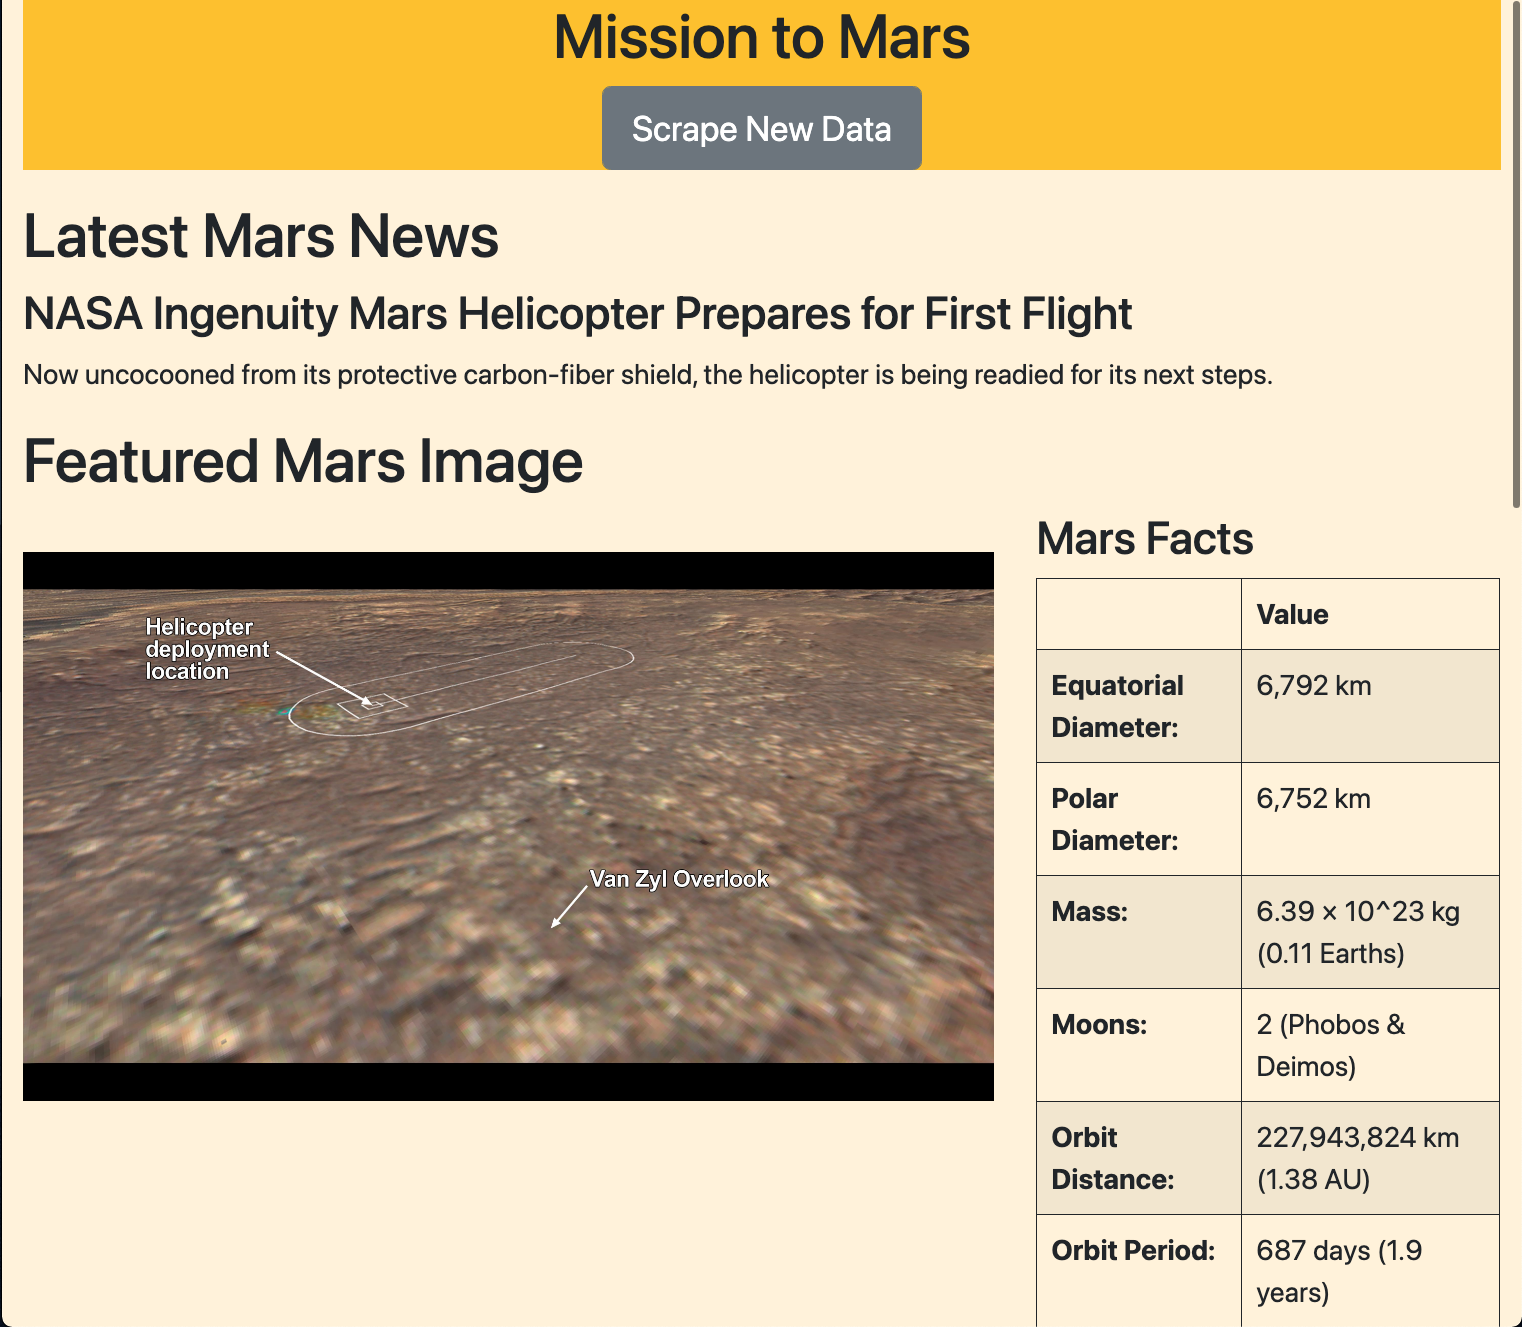 Mission to Mars
Scrape New Data
Latest Mars News
NASA Ingenuity Mars Helicopter Prepares for First Flight
Now uncocooned from its protective carbon-fiber shield, the helicopter is being readied for its next steps.
Featured Mars Image
Helicopter
deployment
location
Van Zyl Overlook
Mars Facts
Value
Equatorial
Diameter:
6,792 km
Polar
Diameter:
6,752 km
Mass:
6.39 × 10^23 kg
(0.11 Earths)
Moons:
2 (Phobos &
Deimos)
Orbit
Distance:
227,943,824 km
(1.38 AU)
Orbit Period:
687 days (1.9
years)